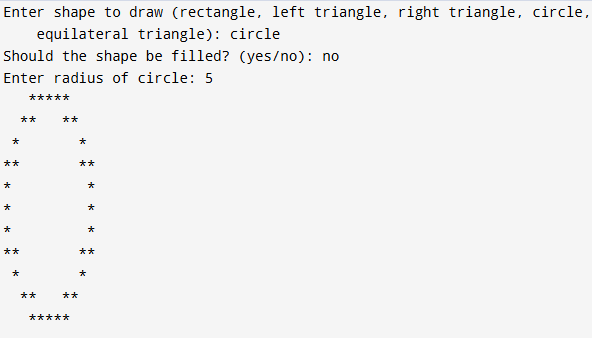 Enter shape to draw (rectangle, left triangle, right triangle, circle,
    equilateral triangle): circle
Should the shape be filled? (yes/no): no
Enter radius of circle: 5
   *****
  **   **
 *       *
**       **
*         *
*         *
*         *
**       **
 *       *
  **   **
   *****